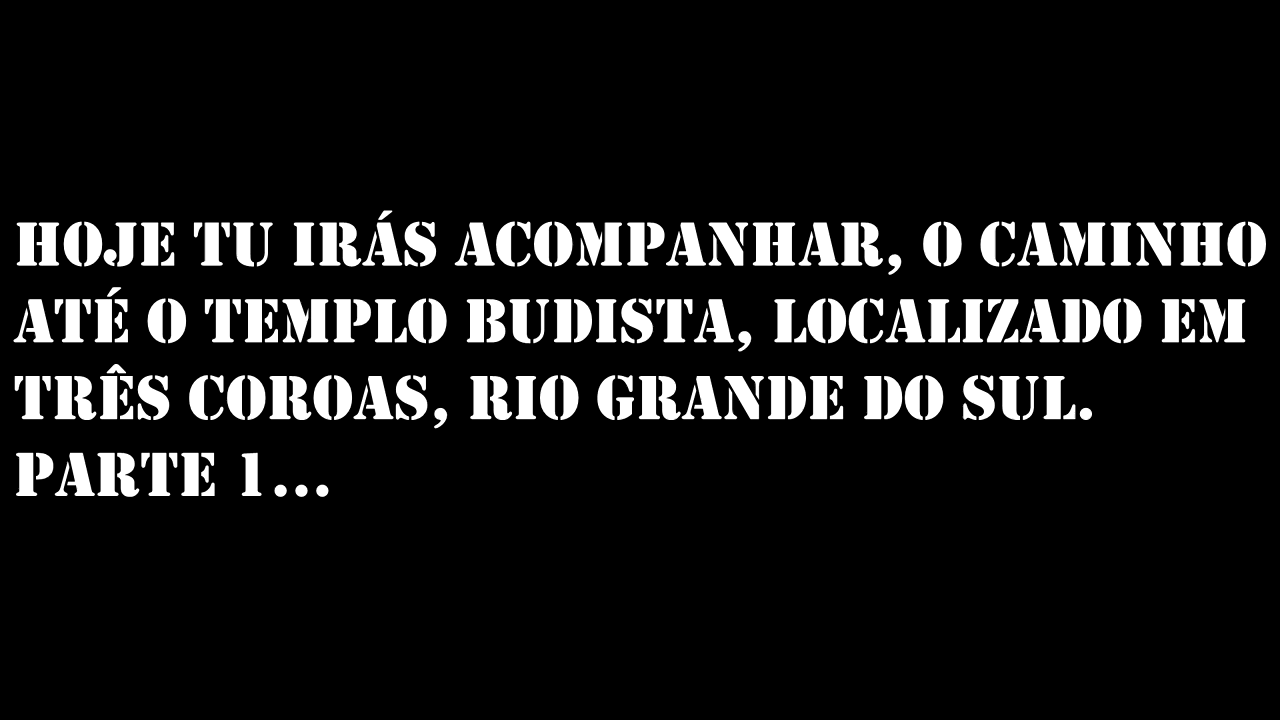 HOJE TU IRÁS ACOMPANHAR, O CAMINHO
ATÉ O TEMPLO BUDISTA, LOCALIZADO EM
TRÊS COROAS, RIO GRANDE DO SUL.
PARTE 1...